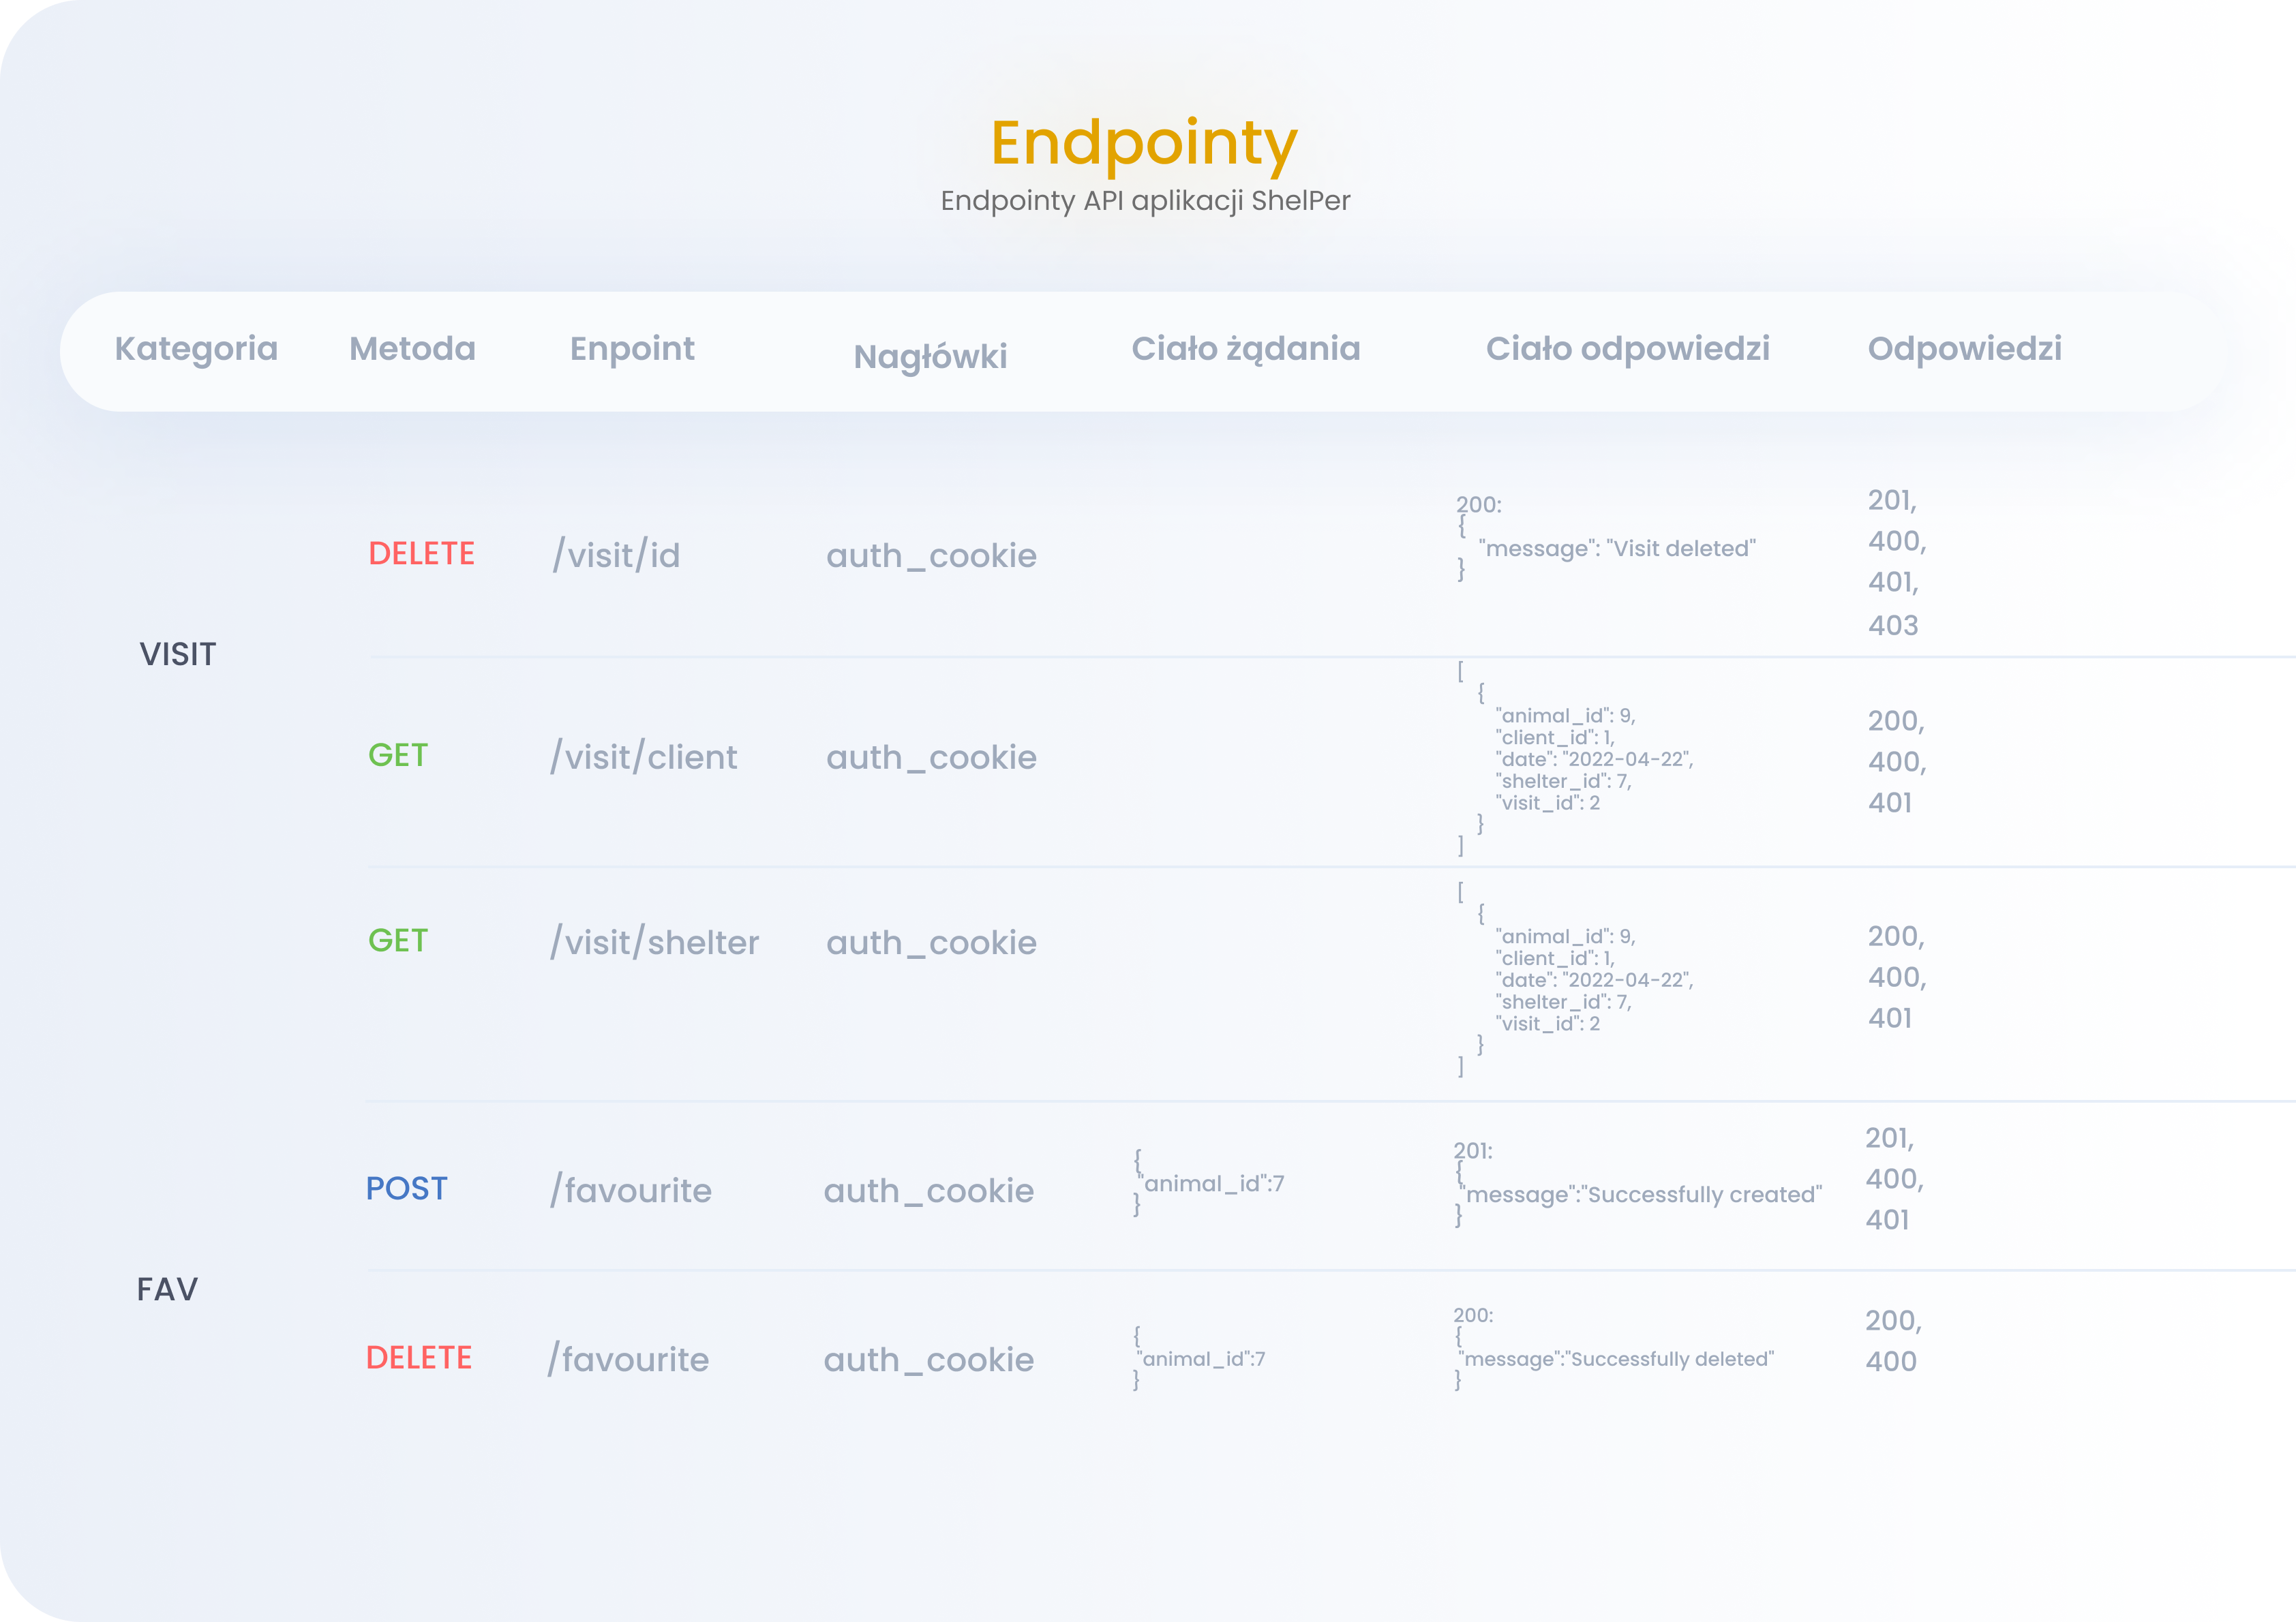 Endpointy
Endpointy API aplikacji ShelPer
Kategoria Metoda Enpoint Nagłówki Ciało żądania Ciało odpowiedzi Odpowiedzi
VISIT
DELETE /visit/id auth_cookie
200:
{
"message": "Visit deleted"
}
201,
400,
401,
403
GET /visit/client auth_cookie
[
{
"animal_id": 9,
"client_id": 1,
"date": "2022-04-22",
"shelter_id": 7,
"visit_id": 2
}
]
200,
400,
401
GET /visit/shelter auth_cookie
[
{
"animal_id": 9,
"client_id": 1,
"date": "2022-04-22",
"shelter_id": 7,
"visit_id": 2
}
]
200,
400,
401
FAV
POST /favourite auth_cookie
{
"animal_id":7
}
201:
{
"message":"Successfully created"
}
201,
400,
401
DELETE /favourite auth_cookie
{
"animal_id":7
}
200:
{
"message":"Successfully deleted"
}
200,
400